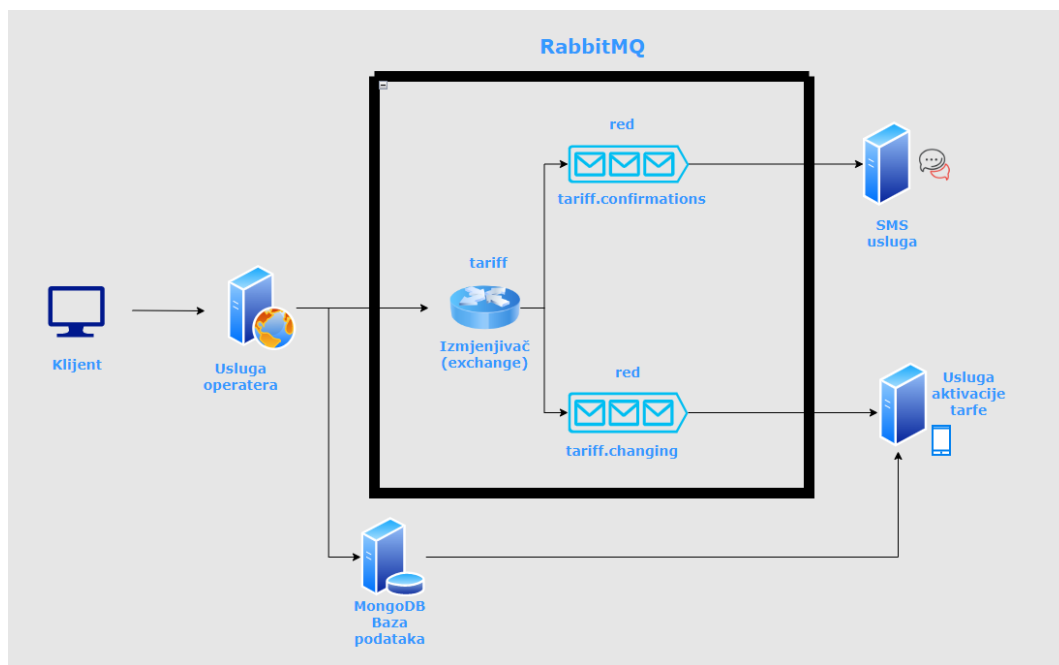 RabbitMQ
red
tariff.confirmations
SMS
usluga
tariff
Izmjenjivač
(exchange)
Klijent
Usluga
operatera
red
tariff.changing
Usluga
aktivacije
tarfe
MongoDB
Baza
podataka